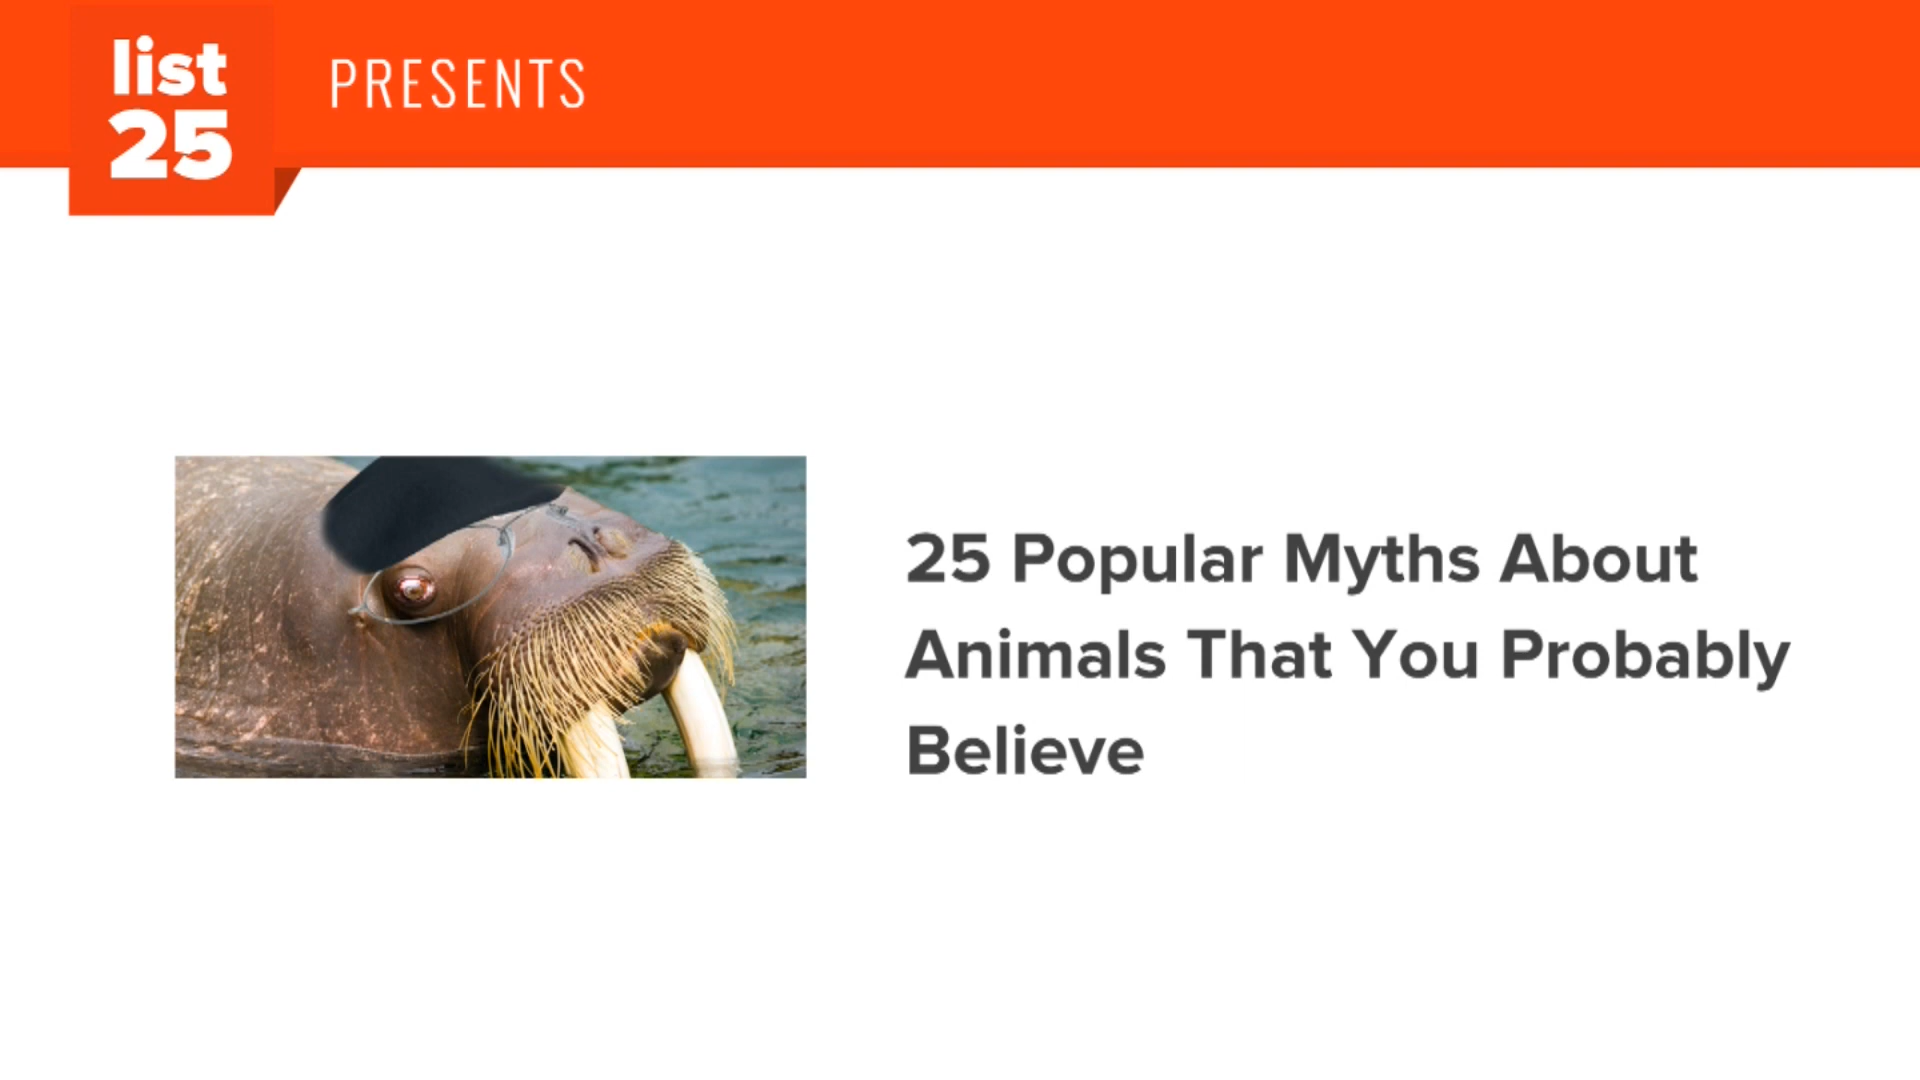 list
25
PRESENTS
25 Popular Myths About
Animals That You Probably
Believe